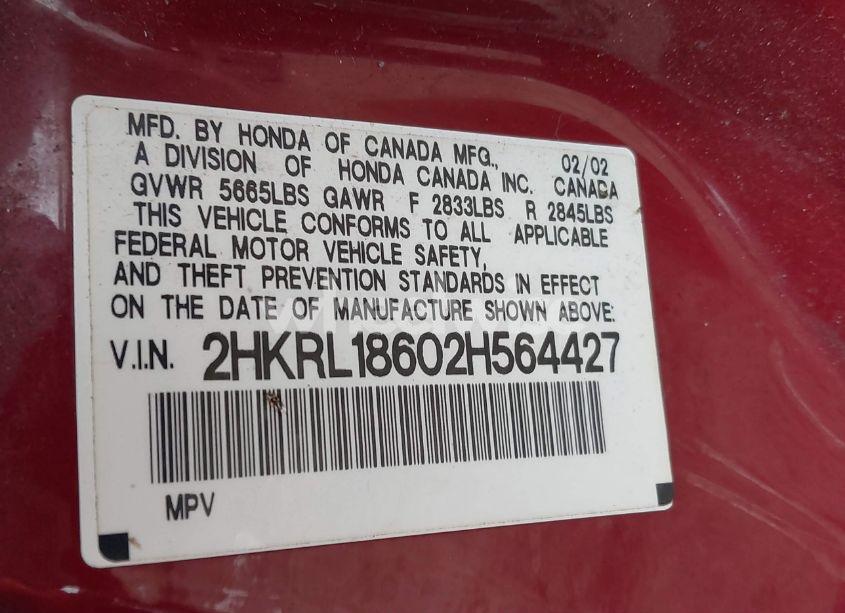 MFD. BY HONDA OF CANADA MFG., 02/02
A DIVISION OF HONDA CANADA INC. CANADA
GVWR 5665LBS GAWR F 2833LBS R 2845LBS
THIS VEHICLE CONFORMS TO ALL APPLICABLE
FEDERAL MOTOR VEHICLE SAFETY,
AND THEFT PREVENTION STANDARDS IN EFFECT
ON THE DATE OF MANUFACTURE SHOWN ABOVE:
V.I.N. 2HKRL18602H564427
MPV